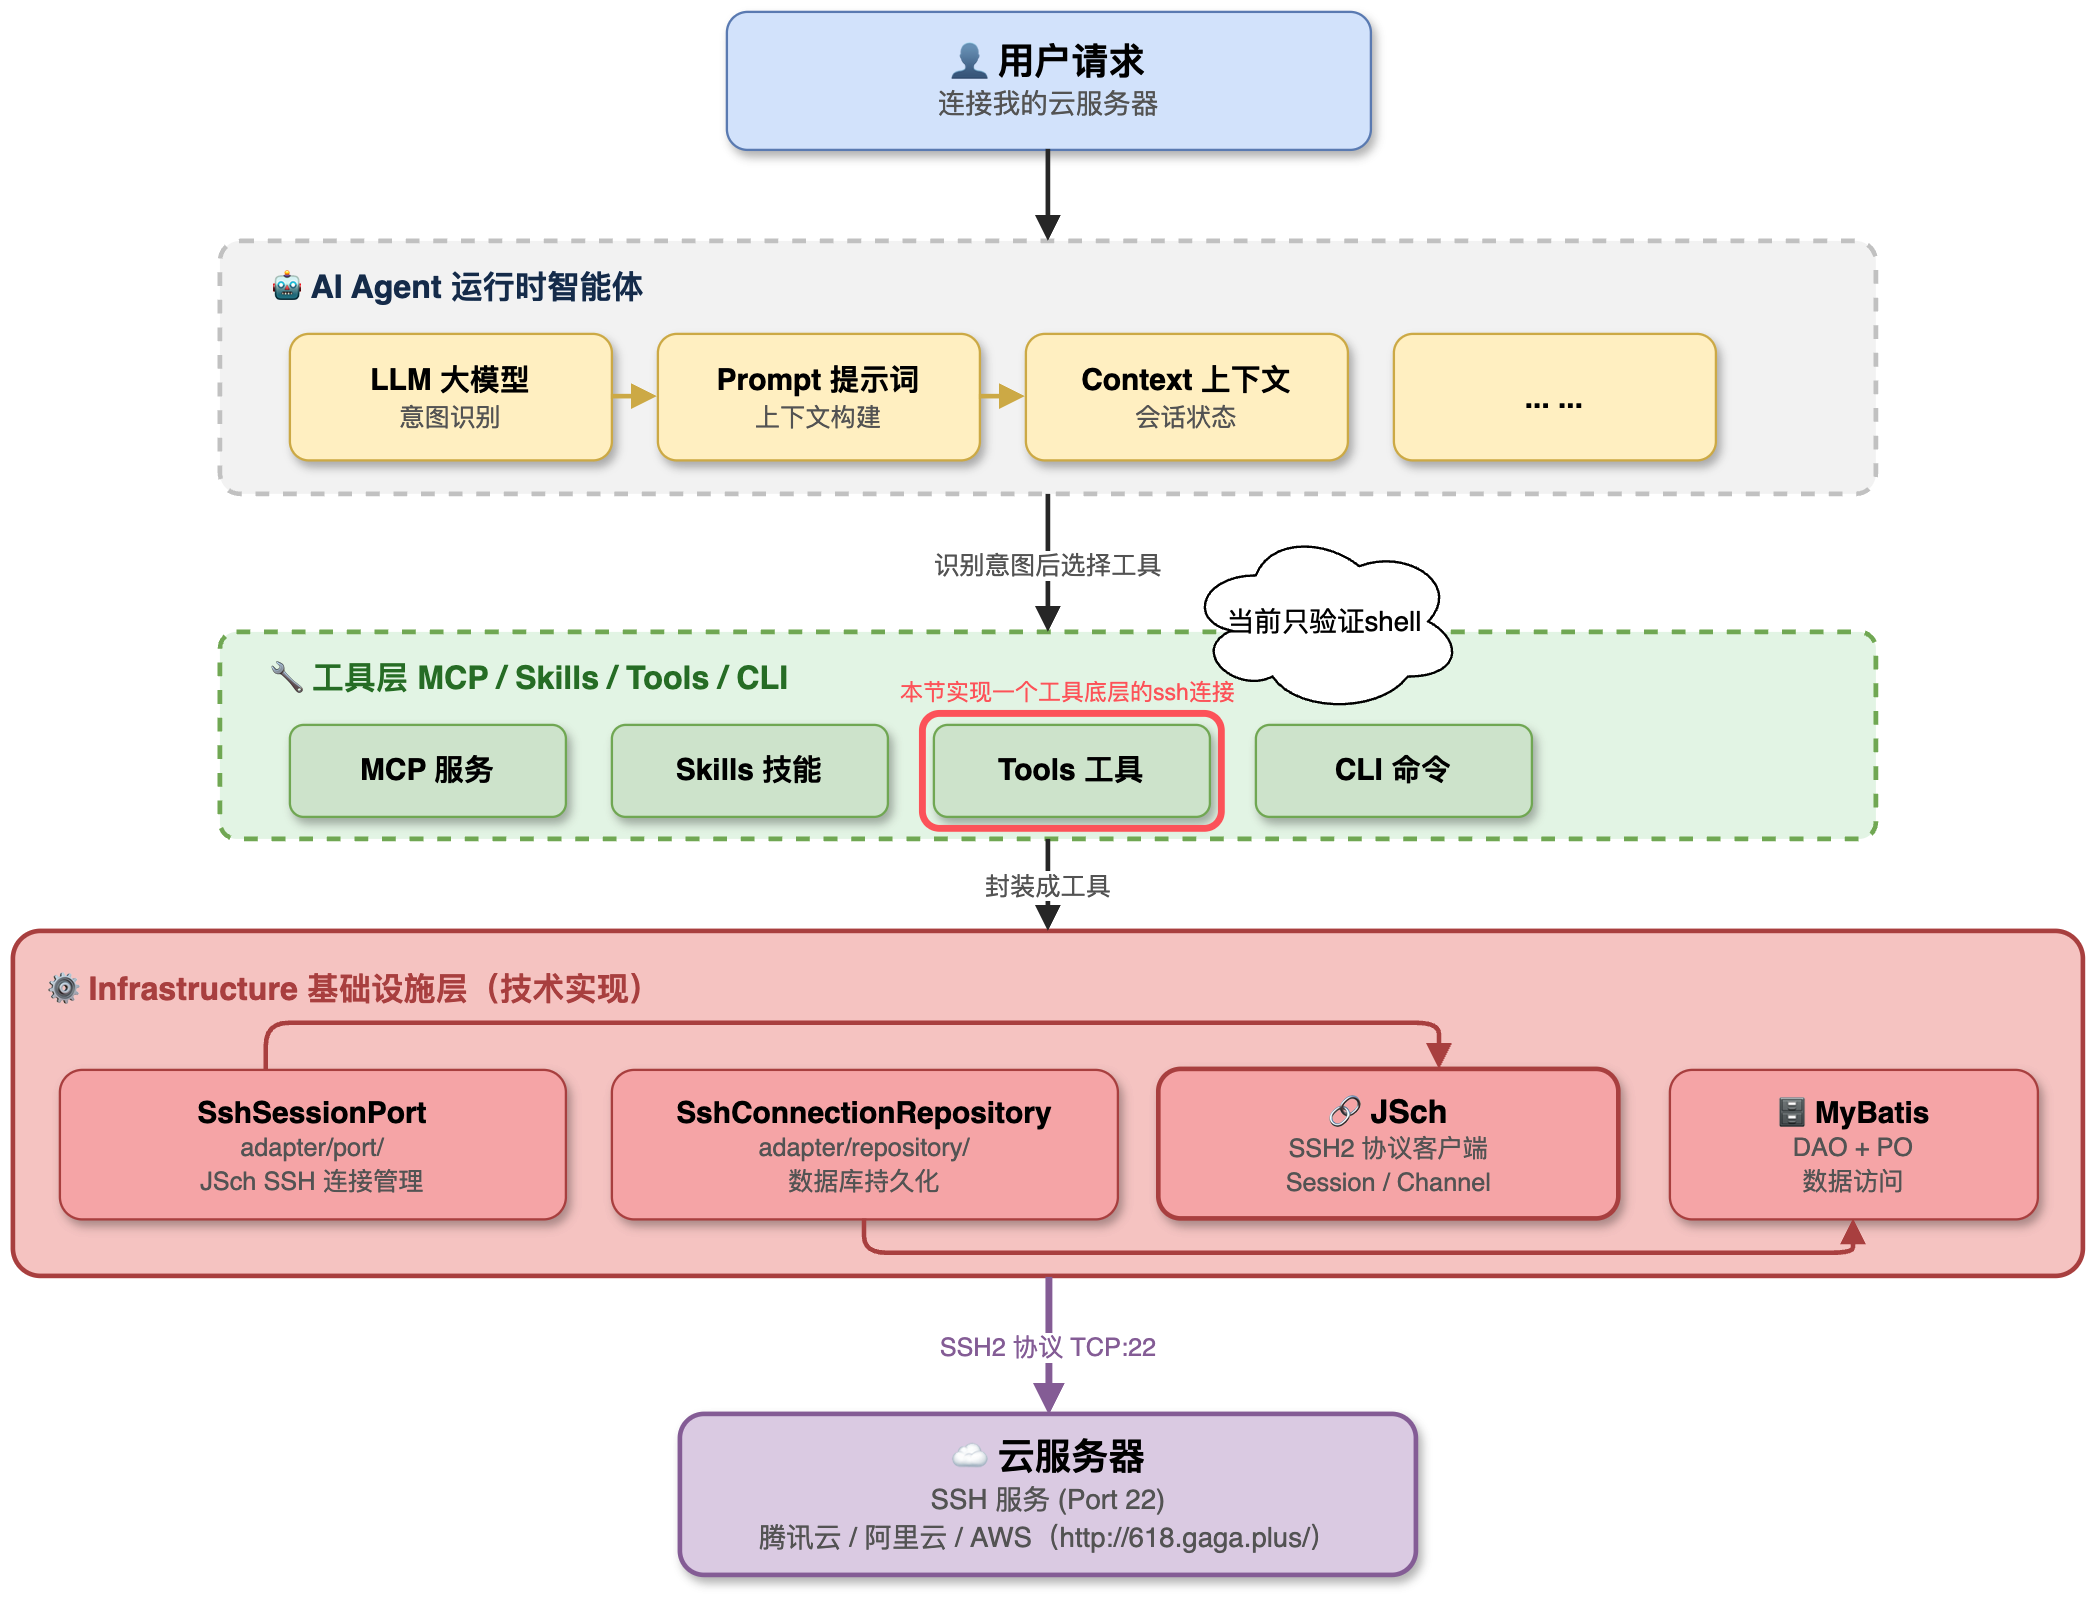 用户请求
连接我的云服务器
AI Agent 运行时智能体
LLM 大模型
意图识别
Prompt 提示词
上下文构建
Context 上下文
会话状态
... ...
识别意图后选择工具
当前只验证shell
工具层 MCP / Skills / Tools / CLI
本节实现一个工具底层的ssh连接
MCP 服务
Skills 技能
Tools 工具
CLI 命令
封装成工具
Infrastructure 基础设施层（技术实现）
SshSessionPort
adapter/port/
JSch SSH 连接管理
SshConnectionRepository
adapter/repository/
数据库持久化
JSch
SSH2 协议客户端
Session / Channel
MyBatis
DAO + PO
数据访问
SSH2 协议 TCP:22
云服务器
SSH 服务 (Port 22)
腾讯云 / 阿里云 / AWS（http://618.gaga.plus/）